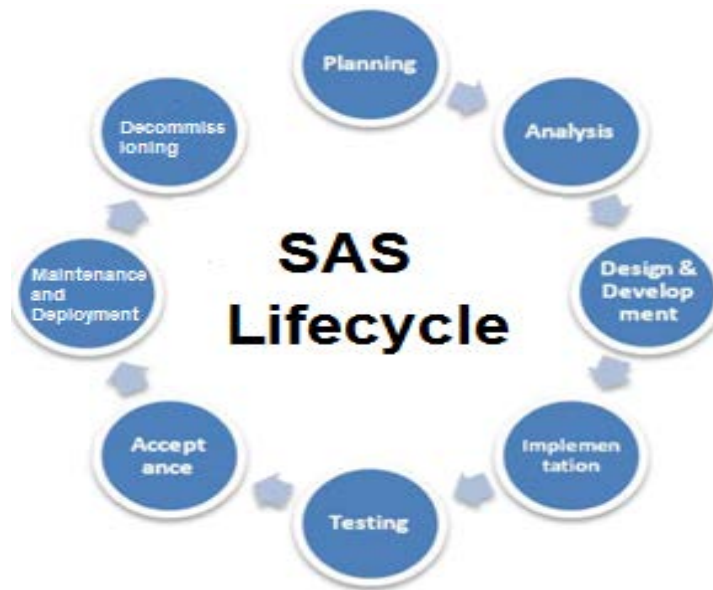 Planning
Analysis
Design &
Develop
ment
Implemen
tation
Testing
Accept
ance
Maintenance
and
Deployment
Decommiss
ioning
SAS
Lifecycle